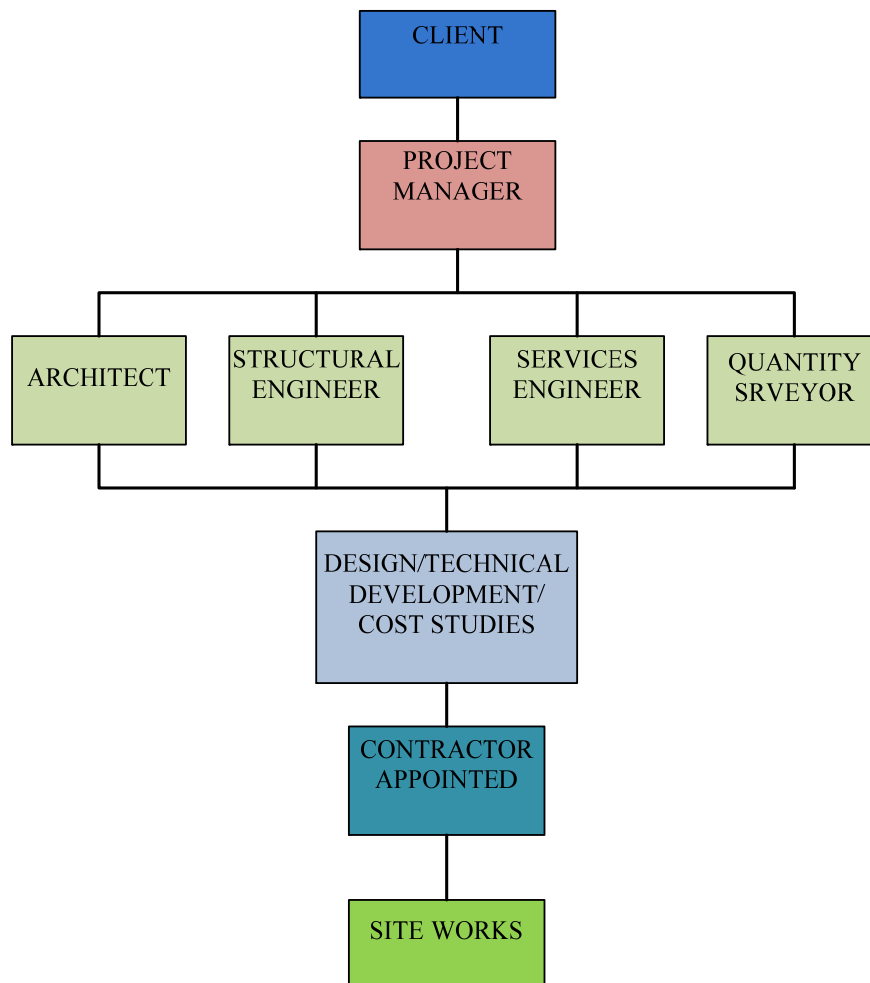 CLIENT
PROJECT
MANAGER
ARCHITECT
STRUCTURAL
ENGINEER
SERVICES
ENGINEER
QUANTITY
SRVEYOR
DESIGN/TECHNICAL
DEVELOPMENT/
COST STUDIES
CONTRACTOR
APPOINTED
SITE WORKS